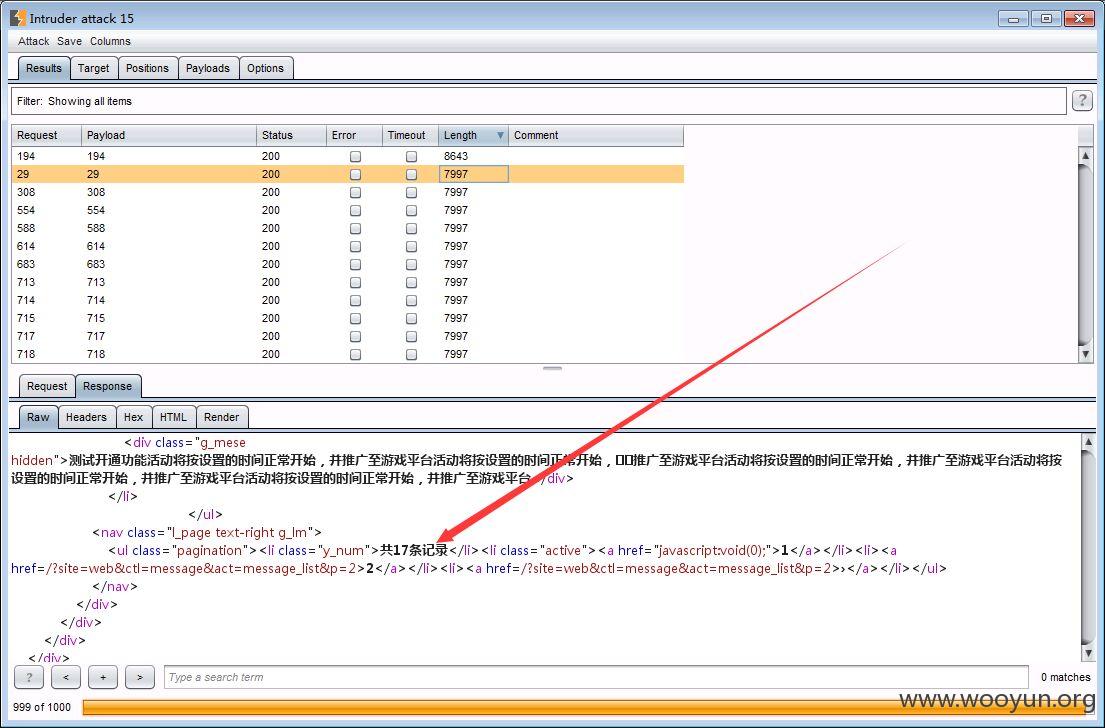 Intruder attack 15
Attack Save Columns
Results Target Positions Payloads Options
Filter: Showing all items ?
Request Payload Status Error Timeout Length Comment
194 194 200 8643
29 29 200 7997
308 308 200 7997
554 554 200 7997
588 588 200 7997
614 614 200 7997
683 683 200 7997
713 713 200 7997
714 714 200 7997
715 715 200 7997
717 717 200 7997
718 718 200 7997
Request Response
Raw Headers Hex HTML Render
<div class="g_mese
hidden">测试开通功能活动将按设置的时间正常开始，并推广至游戏平台活动将按设置的时间正常开始，□□推广至游戏平台活动将按设置的时间正常开始，并推广至游戏平台活动将按
设置的时间正常开始，并推广至游戏平台活动将按设置的时间正常开始，并推广至游戏平台</div>
</li>
</ul>
<nav class="l_page text-right g_lm">
<ul class="pagination"><li class="y_num">共17条记录</li><li class="active"><a href="javascript:void(0);">1</a></li><li><a
href=/?site=web&ctl=message&act=message_list&p=2>2</a></li><li><a href=/?site=web&ctl=message&act=message_list&p=2>›</a></li></ul>
</nav>
</div>
</div>
</div>
</div>
? < + > Type a search term 0 matches
999 of 1000
www.wooyun.org